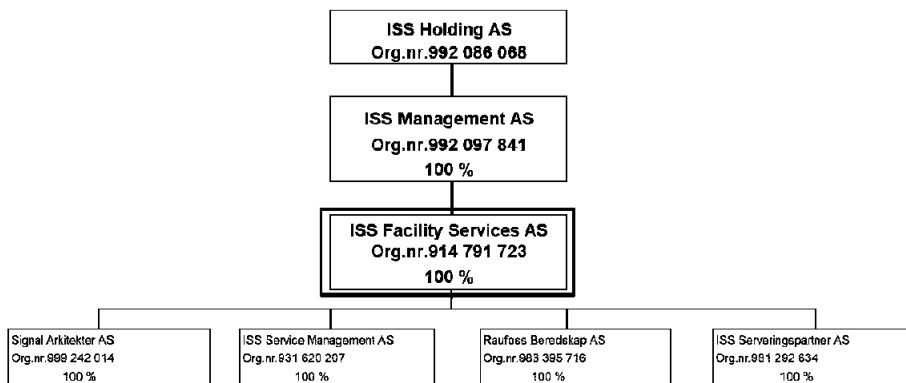 ISS Holding AS
Org.nr.992 086 068
ISS Management AS
Org.nr.992 097 841
100 %
ISS Facility Services AS
Org.nr.914 791 723
100 %
Signal Arkitekter AS
Org.nr.999 242 014
100 %
ISS Service Management AS
Org.nr.931 620 207
100 %
Raufoss Beredskap AS
Org.nr.983 395 716
100 %
ISS Serveringspartner AS
Org.nr.991 292 634
100 %